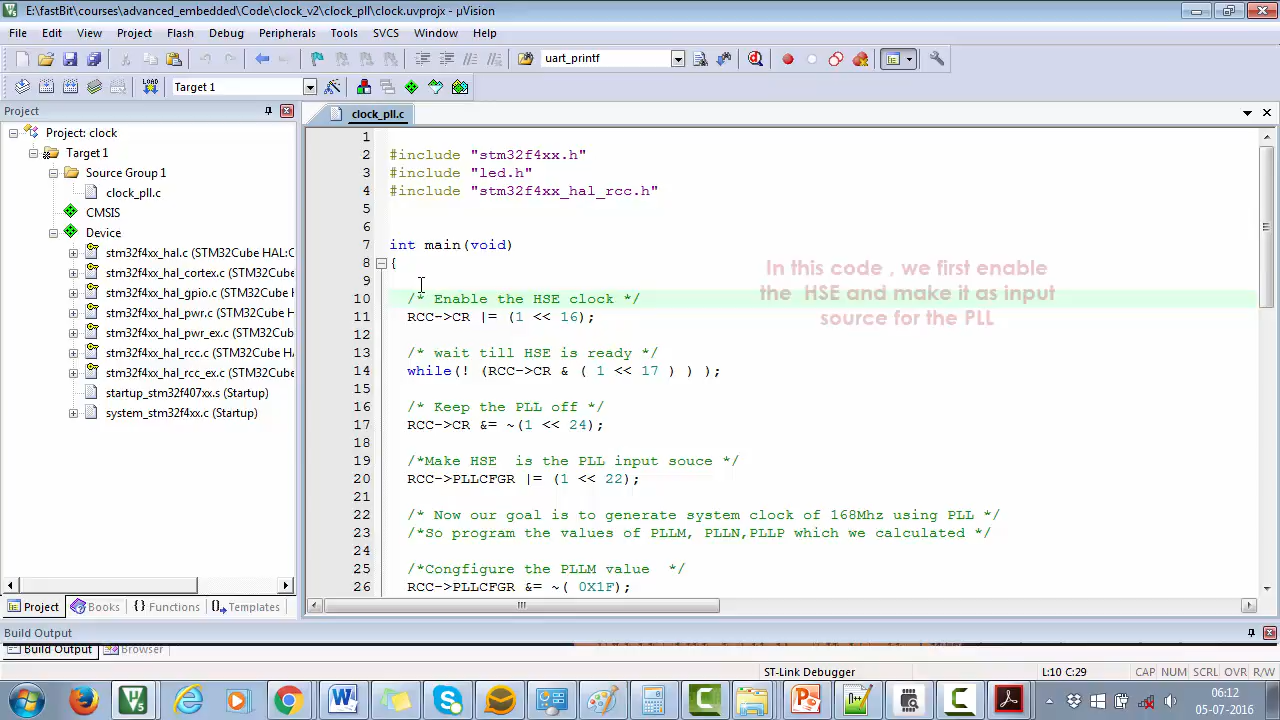 E:\fastBit\courses\advanced_embedded\Code\clock_v2\clock_pll\clock.uvprojx - µVision
File Edit View Project Flash Debug Peripherals Tools SVCS Window Help
uart_printf
LOAD Target 1
Project
clock_pll.c
Project: clock
Target 1
Source Group 1
clock_pll.c
CMSIS
Device
stm32f4xx_hal.c (STM32Cube HAL:C
stm32f4xx_hal_cortex.c (STM32Cube
stm32f4xx_hal_gpio.c (STM32Cube
stm32f4xx_hal_pwr.c (STM32Cube H
stm32f4xx_hal_pwr_ex.c (STM32Cube
stm32f4xx_hal_rcc.c (STM32Cube HA
stm32f4xx_hal_rcc_ex.c (STM32Cube
startup_stm32f407xx.s (Startup)
system_stm32f4xx.c (Startup)
1
2 #include "stm32f4xx.h"
3 #include "led.h"
4 #include "stm32f4xx_hal_rcc.h"
5
6
7 int main(void)
8 {
9
10 /* Enable the HSE clock */
11 RCC->CR |= (1 << 16);
12
13 /* wait till HSE is ready */
14 while(! (RCC->CR & ( 1 << 17 ) ) );
15
16 /* Keep the PLL off */
17 RCC->CR &= ~(1 << 24);
18
19 /*Make HSE  is the PLL input souce */
20 RCC->PLLCFGR |= (1 << 22);
21
22 /* Now our goal is to generate system clock of 168Mhz using PLL */
23 /*So program the values of PLLM, PLLN,PLLP which we calculated */
24
25 /*Congfigure the PLLM value  */
26 RCC->PLLCFGR &= ~( 0X1F);
In this code , we first enable
the HSE and make it as input
source for the PLL
Project Books Functions Templates
Build Output
Build Output Browser
ST-Link Debugger L:10 C:29 CAP NUM SCRL OVR R/W
06:12
05-07-2016